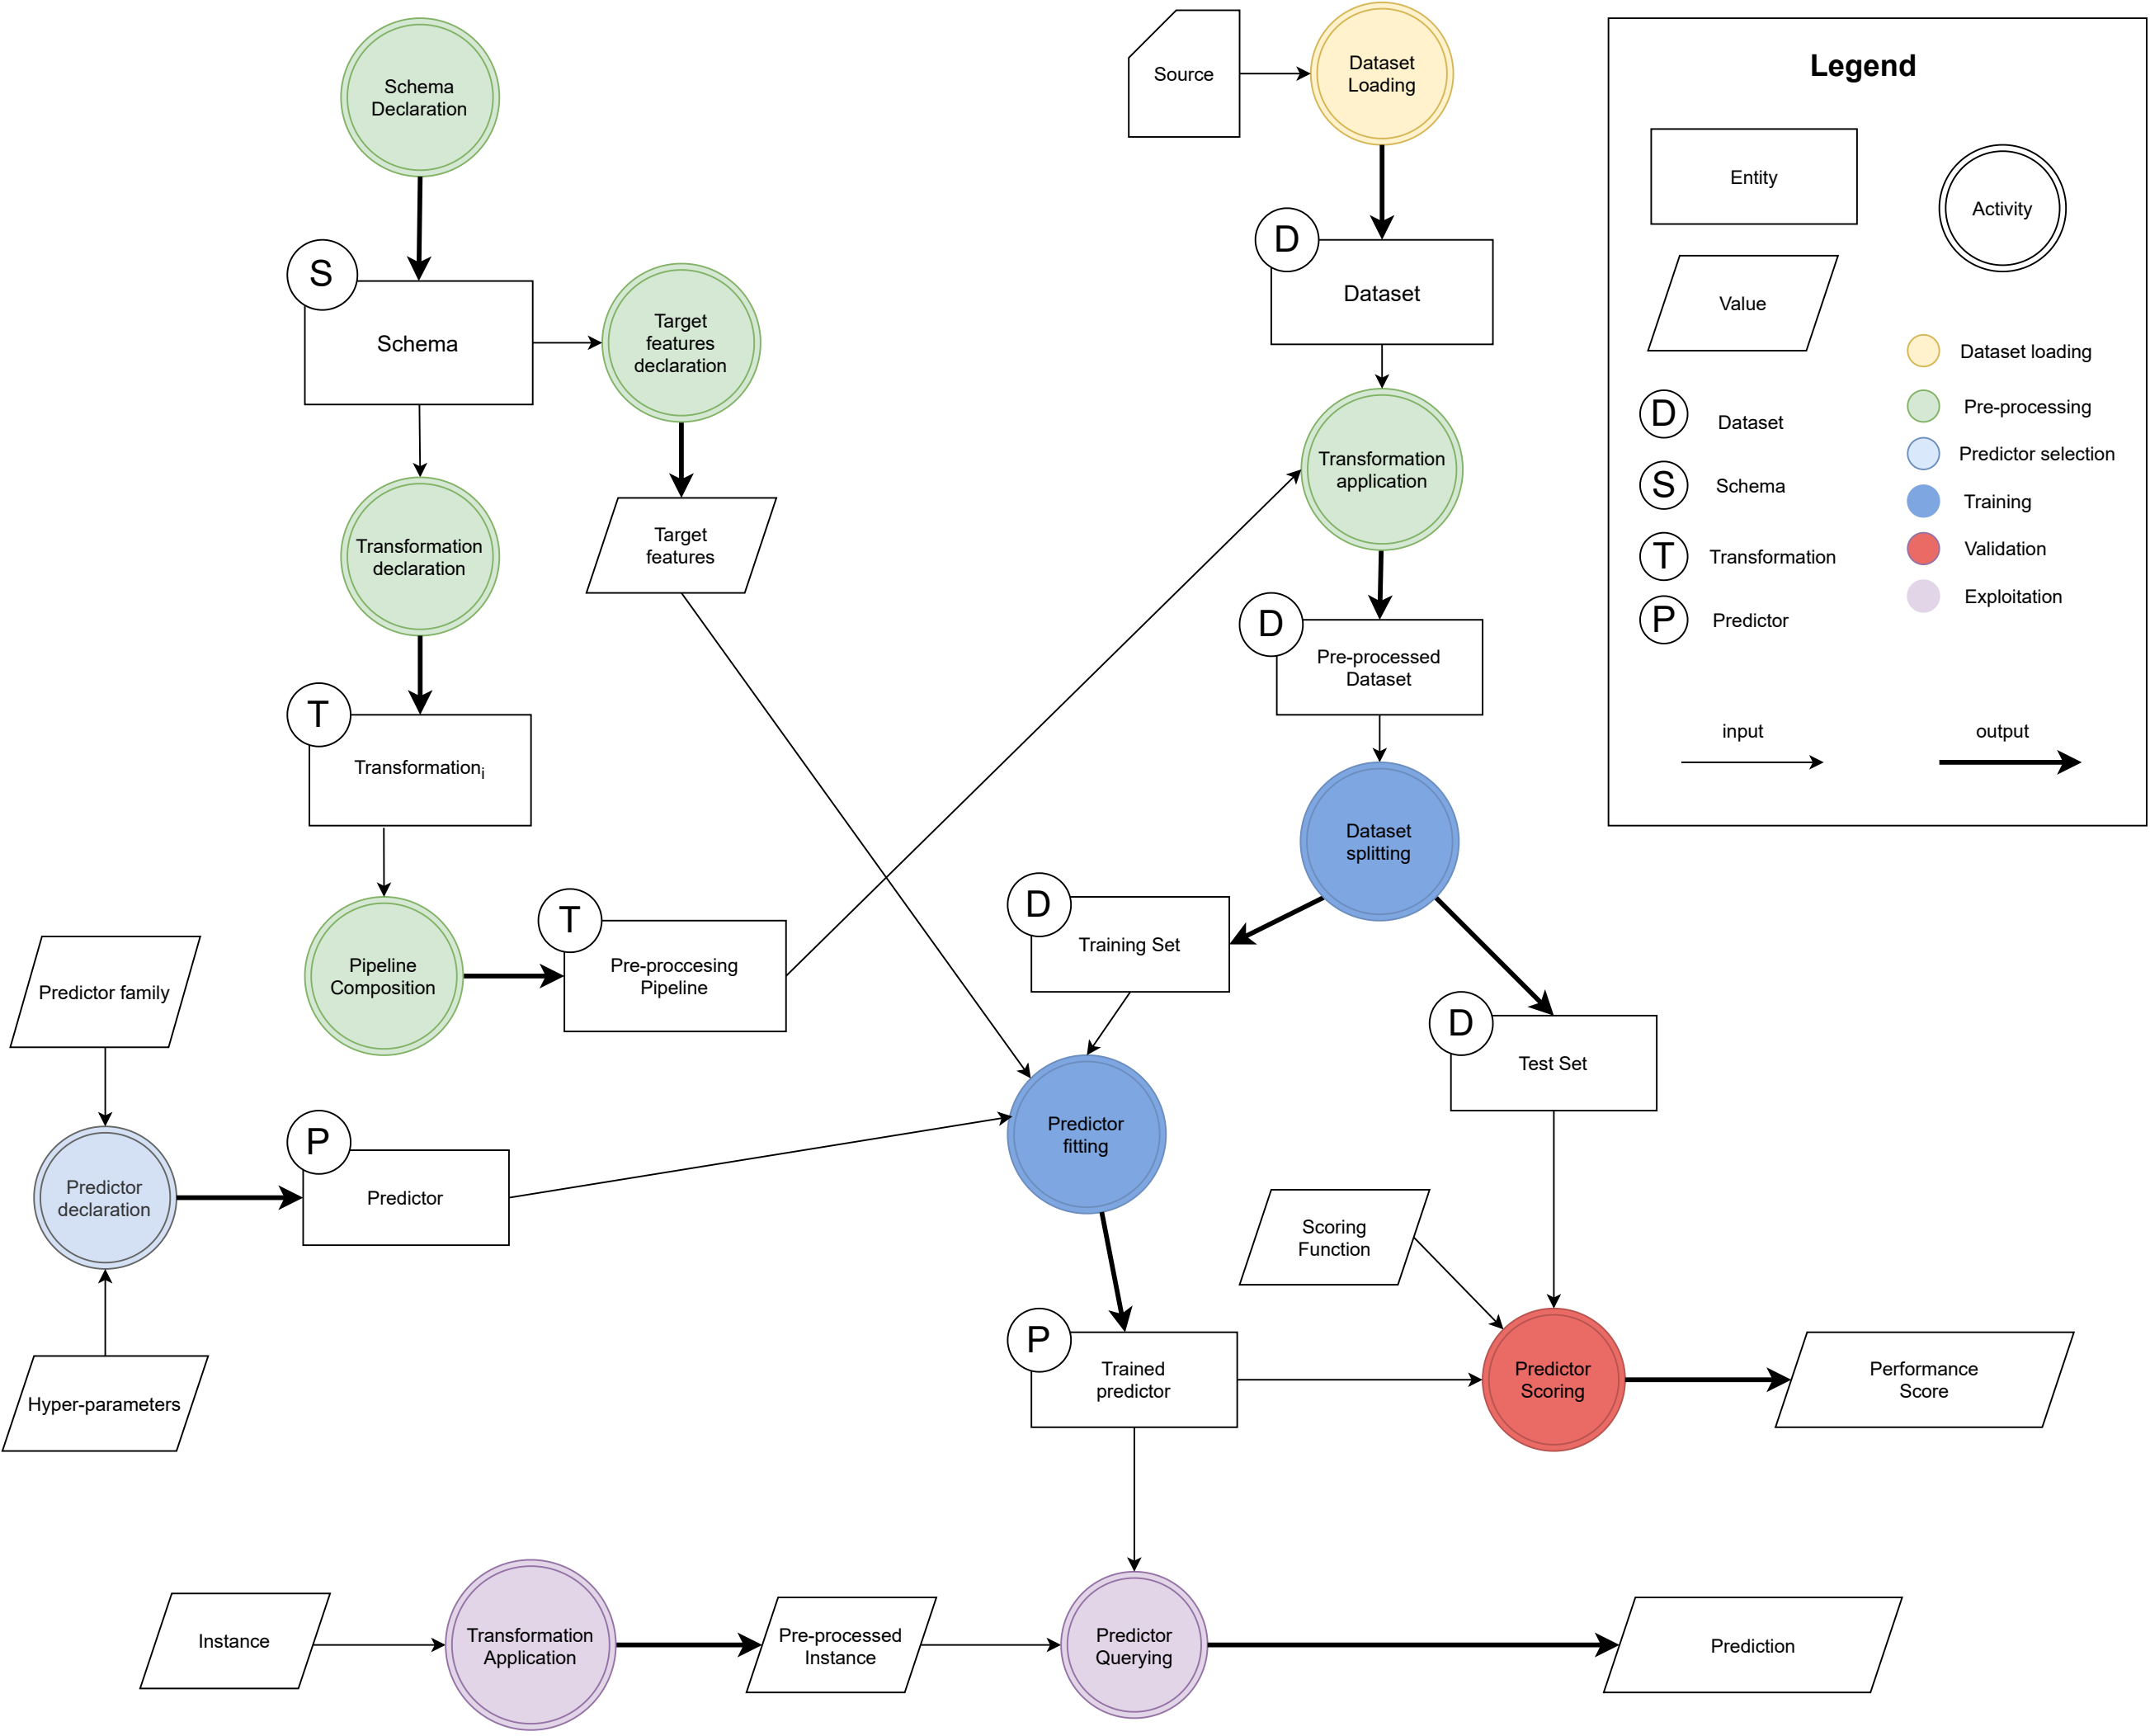 Schema
Declaration
Source
Dataset
Loading
Legend
Entity
Activity
Value
D
Dataset
S
Schema
T
Transformation
P
Predictor
Dataset loading
Pre-processing
Predictor selection
Training
Validation
Exploitation
input
output
S
Schema
Target
features
declaration
D
Dataset
Transformation
declaration
Target
features
Transformation
application
T
Transformationi
D
Pre-processed
Dataset
Dataset
splitting
Pipeline
Composition
T
Pre-proccesing
Pipeline
D
Training Set
D
Test Set
Predictor family
Predictor
declaration
P
Predictor
Hyper-parameters
Predictor
fitting
Scoring
Function
P
Trained
predictor
Predictor
Scoring
Performance
Score
Instance
Transformation
Application
Pre-processed
Instance
Predictor
Querying
Prediction